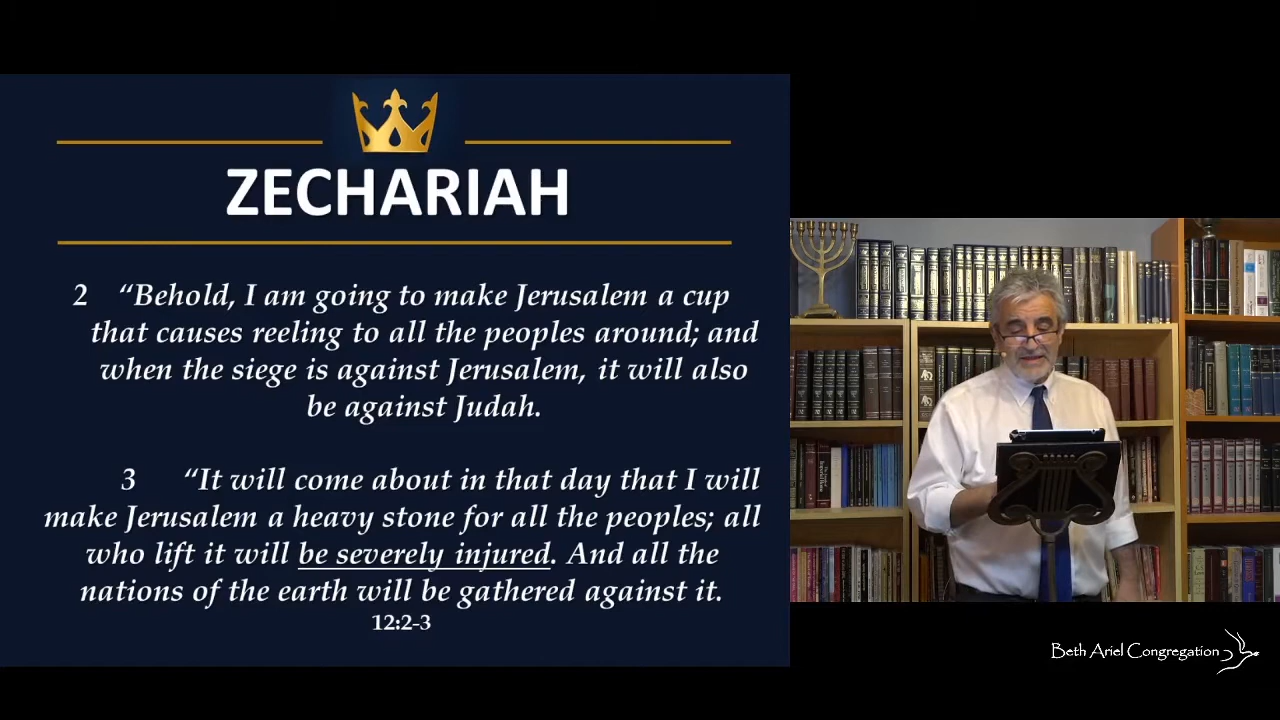 ZECHARIAH
2 “Behold, I am going to make Jerusalem a cup
that causes reeling to all the peoples around; and
when the siege is against Jerusalem, it will also
be against Judah.
3 “It will come about in that day that I will
make Jerusalem a heavy stone for all the peoples; all
who lift it will be severely injured. And all the
nations of the earth will be gathered against it.
12:2-3
Beth Ariel Congregation